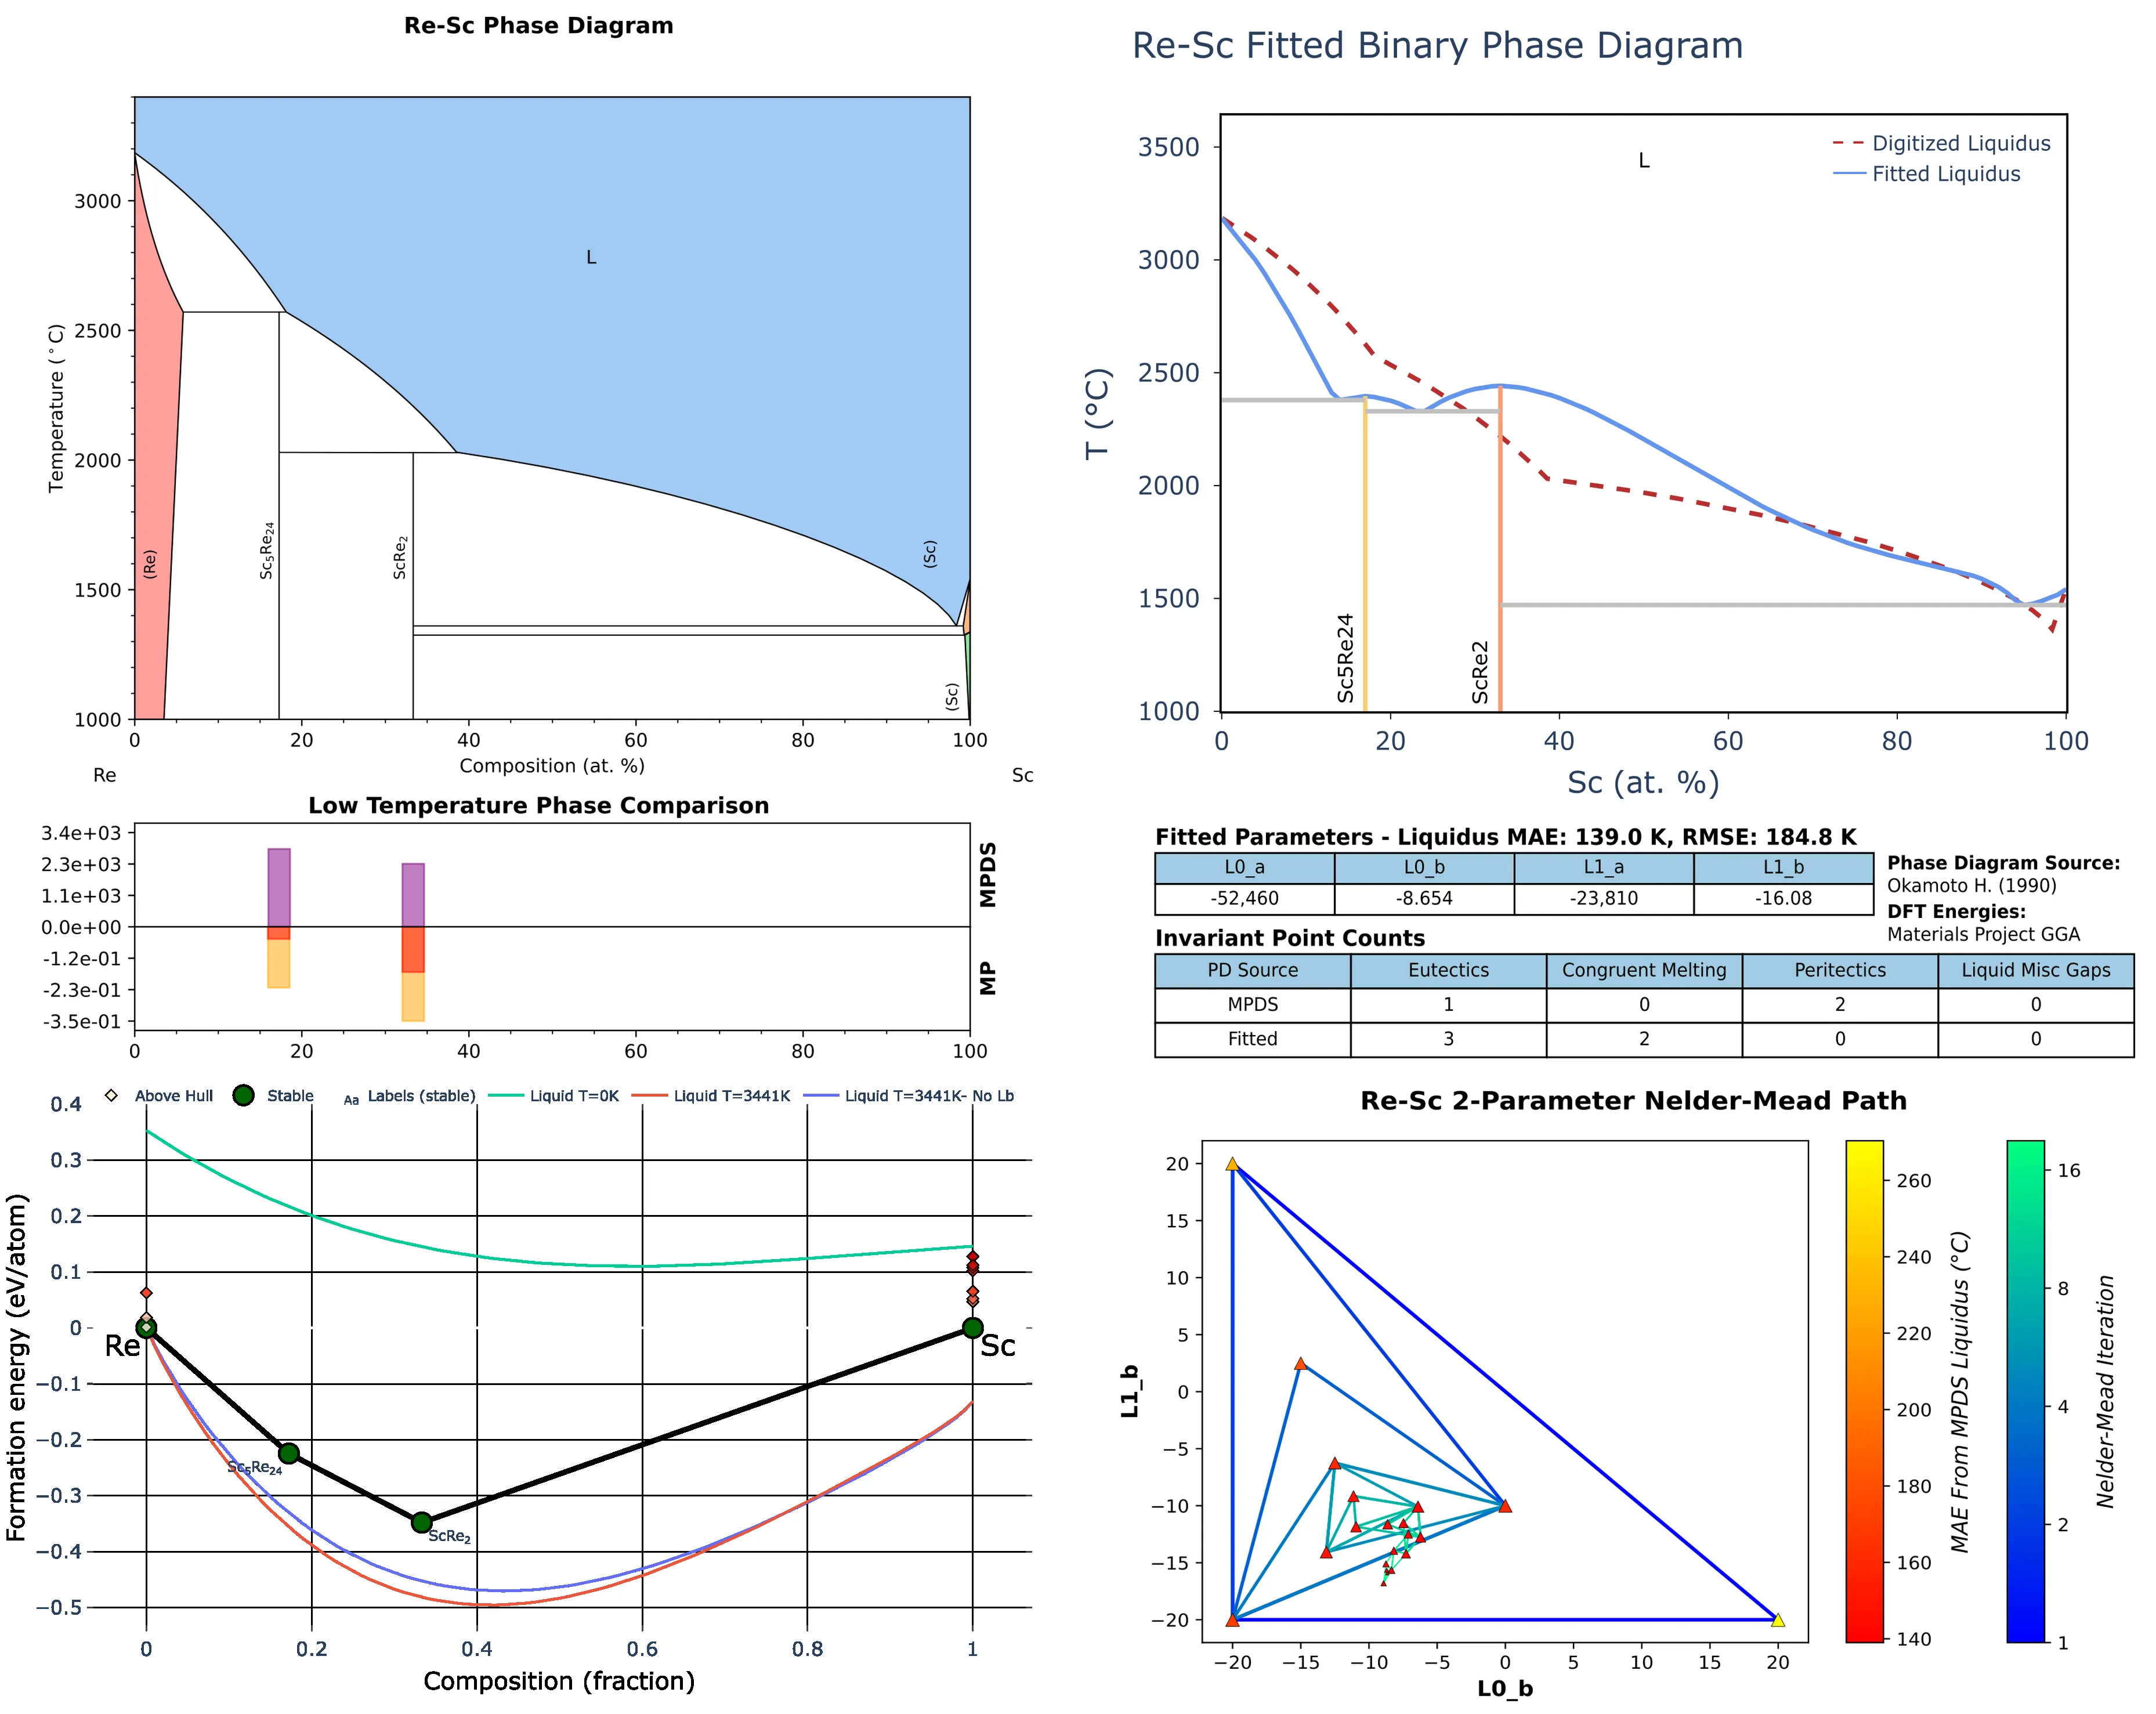 Re-Sc Phase Diagram
Temperature (°C)
3000
2500
2000
1500
1000
L
(Re)
Sc5Re24
ScRe2
(Sc)
(Sc)
0 20 40 60 80 100
Composition (at. %)
Re Sc
Re-Sc Fitted Binary Phase Diagram
T (°C)
3500
3000
2500
2000
1500
1000
L
Digitized Liquidus
Fitted Liquidus
Sc5Re24
ScRe2
0 20 40 60 80 100
Sc (at. %)
Low Temperature Phase Comparison
3.4e+03
2.3e+03
1.1e+03
0.0e+00
-1.2e-01
-2.3e-01
-3.5e-01
MPDS
MP
0 20 40 60 80 100
Fitted Parameters - Liquidus MAE: 139.0 K, RMSE: 184.8 K
L0_a L0_b L1_a L1_b
-52,460 -8.654 -23,810 -16.08
Phase Diagram Source:
Okamoto H. (1990)
DFT Energies:
Materials Project GGA
Invariant Point Counts
PD Source Eutectics Congruent Melting Peritectics Liquid Misc Gaps
MPDS 1 0 2 0
Fitted 3 2 0 0
Above Hull Stable Aa Labels (stable) Liquid T=0K Liquid T=3441K Liquid T=3441K- No Lb
Formation energy (eV/atom)
0.4
0.3
0.2
0.1
0
−0.1
−0.2
−0.3
−0.4
−0.5
Re
Sc
Sc5Re24
ScRe2
0 0.2 0.4 0.6 0.8 1
Composition (fraction)
Re-Sc 2-Parameter Nelder-Mead Path
L1_b
20
15
10
5
0
−5
−10
−15
−20
−20 −15 −10 −5 0 5 10 15 20
L0_b
260
240
220
200
180
160
140
MAE From MPDS Liquidus (°C)
16
8
4
2
1
Nelder-Mead Iteration